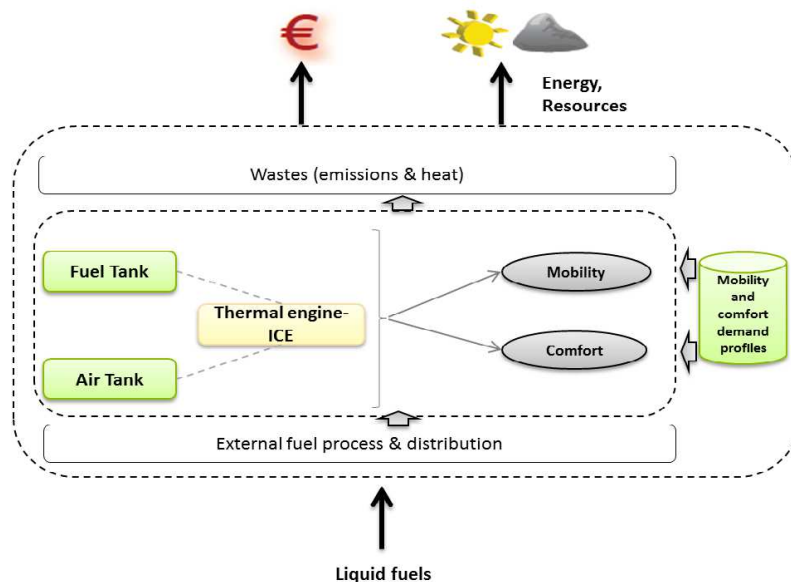 €
Energy,
Resources
Wastes (emissions & heat)
Fuel Tank
Thermal engine-
ICE
Air Tank
Mobility
Comfort
Mobility
and
comfort
demand
profiles
External fuel process & distribution
Liquid fuels